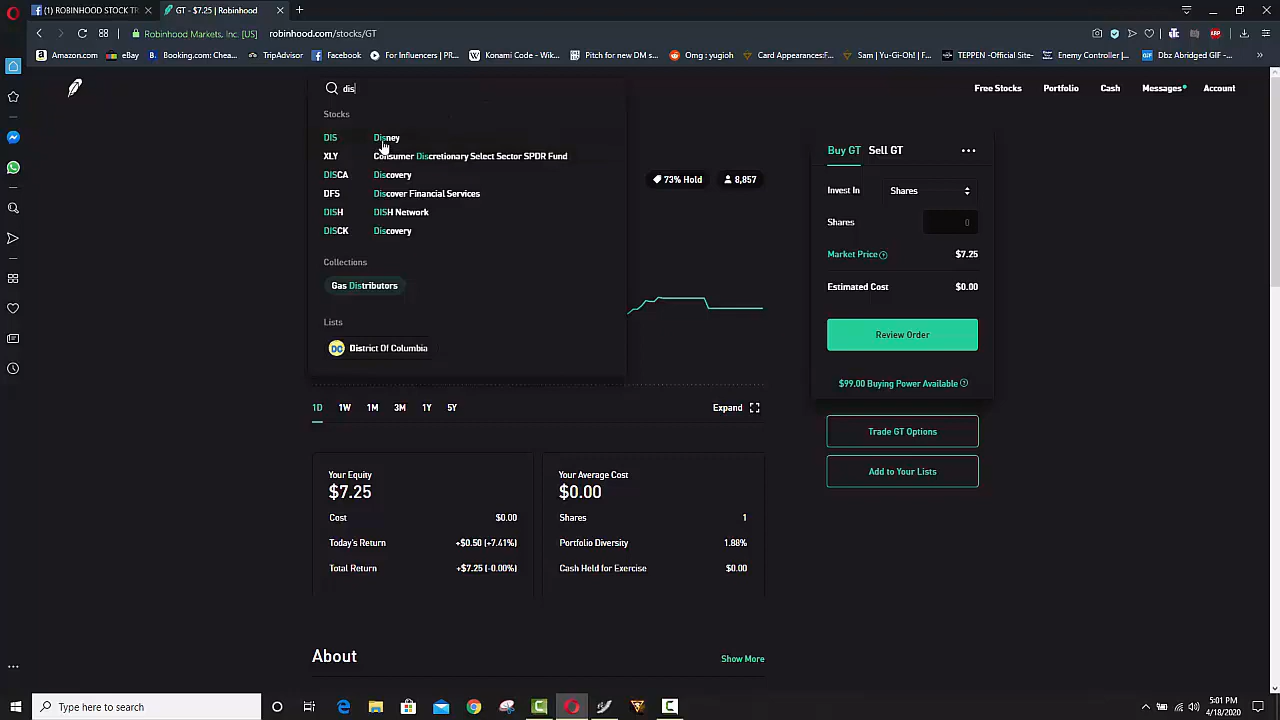 (1) ROBINHOOD STOCK TR
GT - $7.25 | Robinhood
Robinhood Markets, Inc. [US]
robinhood.com/stocks/GT
Amazon.com
eBay
Booking.com: Chea...
TripAdvisor
Facebook
For Influencers | PR...
Konami Code - Wik...
Pitch for new DM s...
Omg : yugioh
Card Appearances:F...
Sam | Yu-Gi-Oh! | F...
TEPPEN -Official Site-
Enemy Controller |...
Dbz Abridged GIF -...
dis
Free Stocks
Portfolio
Cash
Messages
Account
Stocks
DIS Disney
XLY Consumer Discretionary Select Sector SPDR Fund
DISCA Discovery
DFS Discover Financial Services
DISH DISH Network
DISCK Discovery
Collections
Gas Distributors
Lists
DC District Of Columbia
73% Hold
8,857
Buy GT Sell GT
Invest In Shares
Shares 0
Market Price $7.25
Estimated Cost $0.00
Review Order
$99.00 Buying Power Available
Trade GT Options
Add to Your Lists
1D 1W 1M 3M 1Y 5Y
Expand
Your Equity
$7.25
Cost $0.00
Today's Return +$0.50 (+7.41%)
Total Return +$7.25 (-0.00%)
Your Average Cost
$0.00
Shares 1
Portfolio Diversity 1.88%
Cash Held for Exercise $0.00
About
Show More
Type here to search
5:01 PM
4/18/2020